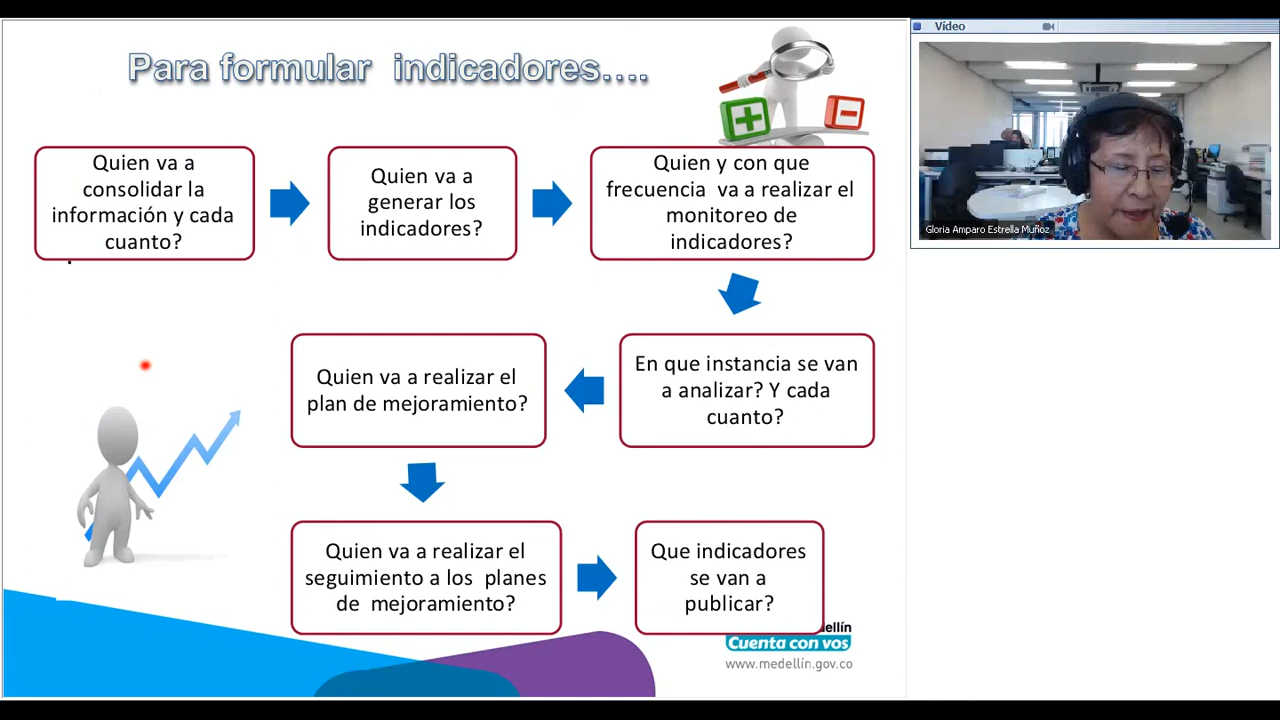 Para formular indicadores....
Quien va a
consolidar la
información y cada
cuanto?
Quien va a
generar los
indicadores?
Quien y con que
frecuencia va a realizar el
monitoreo de
indicadores?
En que instancia se van
a analizar? Y cada
cuanto?
Quien va a realizar el
plan de mejoramiento?
Quien va a realizar el
seguimiento a los planes
de mejoramiento?
Que indicadores
se van a
publicar?
ellín
Cuenta con vos
www.medellín.gov.co
Vídeo
Gloria Amparo Estrella Muñoz